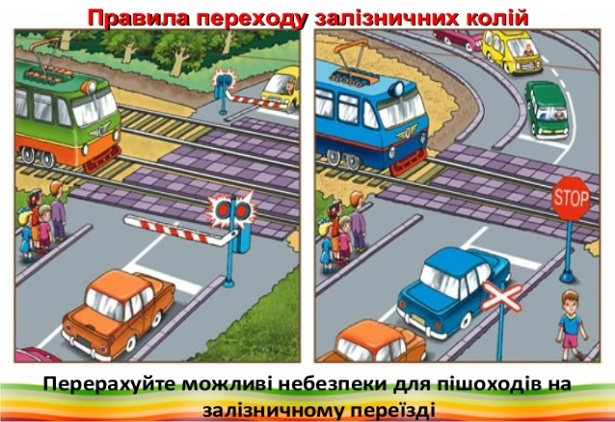 Правила переходу залізничних колій
STOP
Перерахуйте можливі небезпеки для пішоходів на
залізничному переїзді